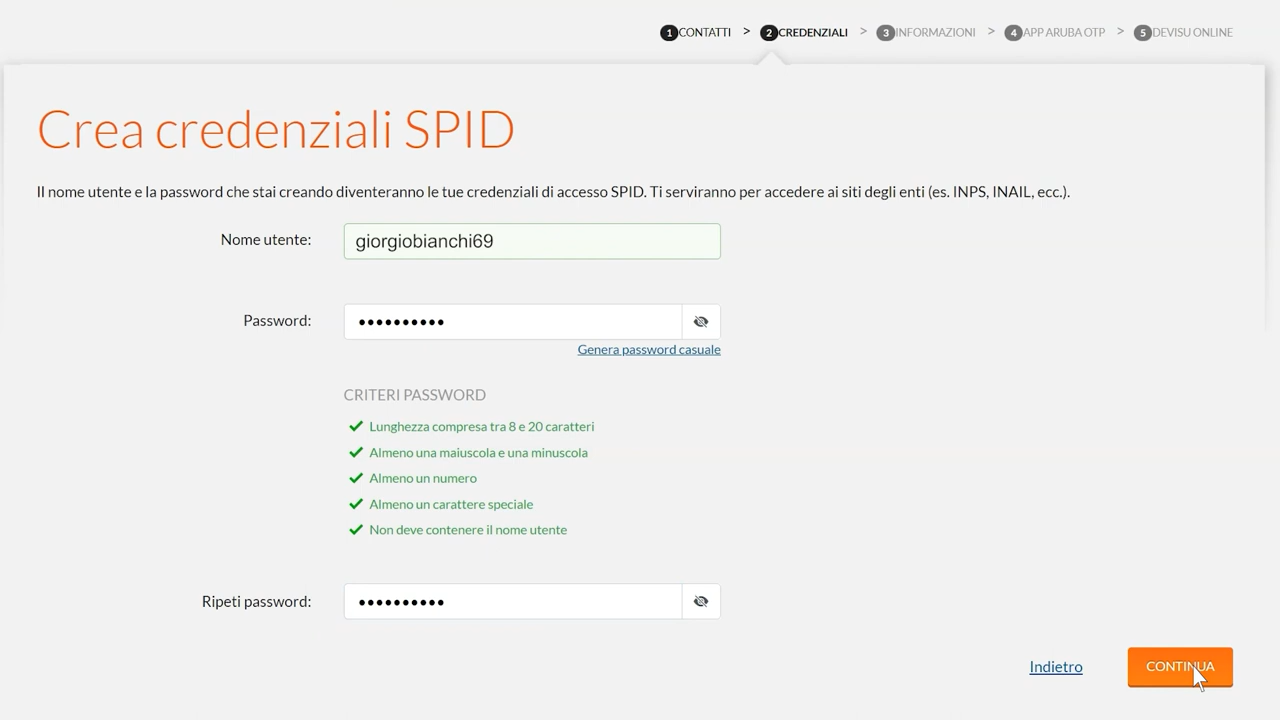 1 CONTATTI > 2 CREDENZIALI > 3 INFORMAZIONI > 4 APP ARUBA OTP > 5 DEVISU ONLINE
Crea credenziali SPID
Il nome utente e la password che stai creando diventeranno le tue credenziali di accesso SPID. Ti serviranno per accedere ai siti degli enti (es. INPS, INAIL, ecc.).
Nome utente: giorgiobianchi69
Password: ••••••••••
Genera password casuale
CRITERI PASSWORD
Lunghezza compresa tra 8 e 20 caratteri
Almeno una maiuscola e una minuscola
Almeno un numero
Almeno un carattere speciale
Non deve contenere il nome utente
Ripeti password: ••••••••••
Indietro CONTINUA